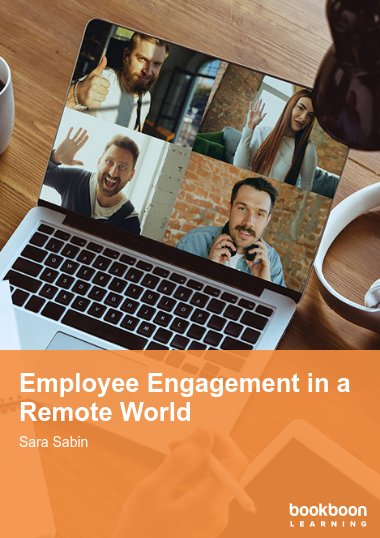 Employee Engagement in a
Remote World
Sara Sabin
bookboon
LEARNING